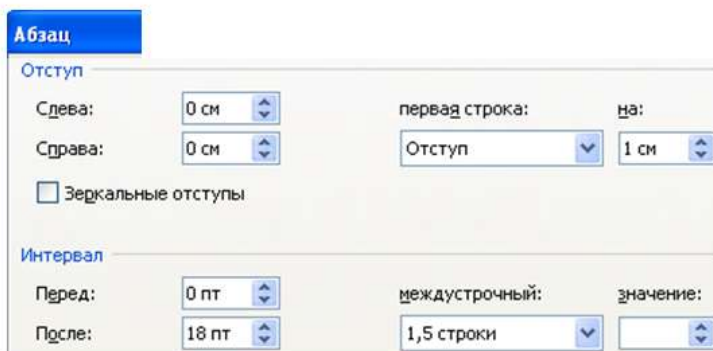 Абзац
Отступ
Слева: 0 см первая строка: на:
Справа: 0 см Отступ 1 см
Зеркальные отступы
Интервал
Перед: 0 пт междустрочный: значение:
После: 18 пт 1,5 строки